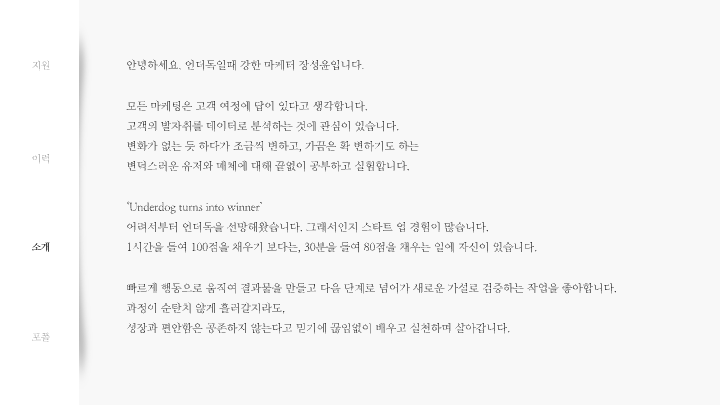 지원
이력
소개
포폴
안녕하세요. 언더독일때 강한 마케터 장성윤입니다.
모든 마케팅은 고객 여정에 답이 있다고 생각합니다.
고객의 발자취를 데이터로 분석하는 것에 관심이 있습니다.
변화가 없는 듯 하다가 조금씩 변하고, 가끔은 확 변하기도 하는
변덕스러운 유저와 매체에 대해 끝없이 공부하고 실험합니다.
'Underdog turns into winner'
어려서부터 언더독을 선망해왔습니다. 그래서인지 스타트 업 경험이 많습니다.
1시간을 들여 100점을 채우기 보다는, 30분을 들여 80점을 채우는 일에 자신이 있습니다.
빠르게 행동으로 움직여 결과물을 만들고 다음 단계로 넘어가 새로운 가설로 검증하는 작업을 좋아합니다.
과정이 순탄치 않게 흘러갈지라도,
성장과 편안함은 공존하지 않는다고 믿기에 끊임없이 배우고 실천하며 살아갑니다.